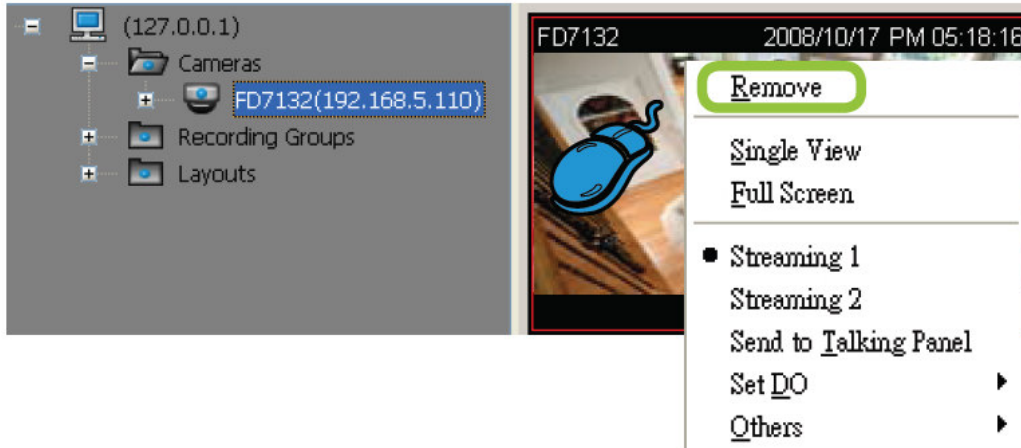 (127.0.0.1)
Cameras
FD7132(192.168.5.110)
Recording Groups
Layouts
FD7132 2008/10/17 PM 05:18:16
Remove
Single View
Full Screen
Streaming 1
Streaming 2
Send to Talking Panel
Set DO
Others